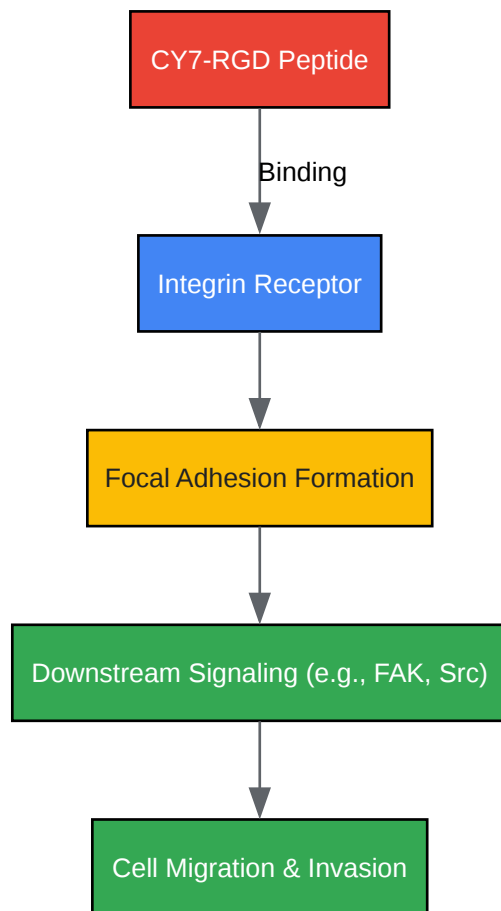 CY7-RGD Peptide
Binding
Integrin Receptor
Focal Adhesion Formation
Downstream Signaling (e.g., FAK, Src)
Cell Migration & Invasion